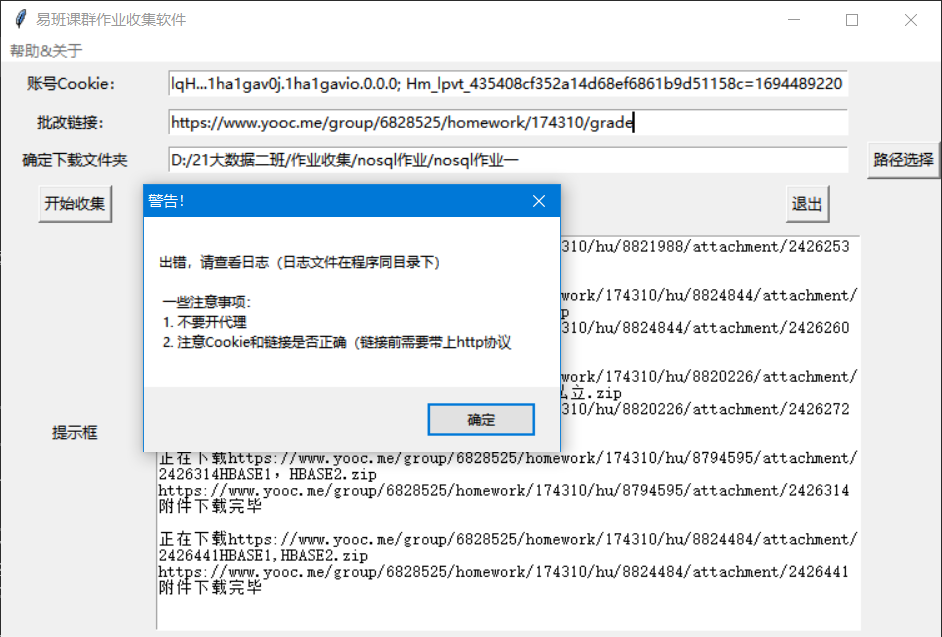 易班课群作业收集软件
帮助&关于
账号Cookie：
lqH...1ha1gav0j.1ha1gavio.0.0.0; Hm_lpvt_435408cf352a14d68ef6861b9d51158c=1694489220
批改链接：
https://www.yooc.me/group/6828525/homework/174310/grade
确定下载文件夹
D:/21大数据二班/作业收集/nosql作业/nosql作业一
路径选择
开始收集
退出
警告！
出错，请查看日志（日志文件在程序同目录下）
一些注意事项：
1. 不要开代理
2. 注意Cookie和链接是否正确（链接前需要带上http协议
确定
提示框
310/hu/8821988/attachment/2426253
work/174310/hu/8824844/attachment/
p
310/hu/8824844/attachment/2426260
work/174310/hu/8820226/attachment/
立.zip
310/hu/8820226/attachment/2426272
正在下载https://www.yooc.me/group/6828525/homework/174310/hu/8794595/attachment/
2426314HBASE1，HBASE2.zip
https://www.yooc.me/group/6828525/homework/174310/hu/8794595/attachment/2426314
附件下载完毕
正在下载https://www.yooc.me/group/6828525/homework/174310/hu/8824484/attachment/
2426441HBASE1,HBASE2.zip
https://www.yooc.me/group/6828525/homework/174310/hu/8824484/attachment/2426441
附件下载完毕